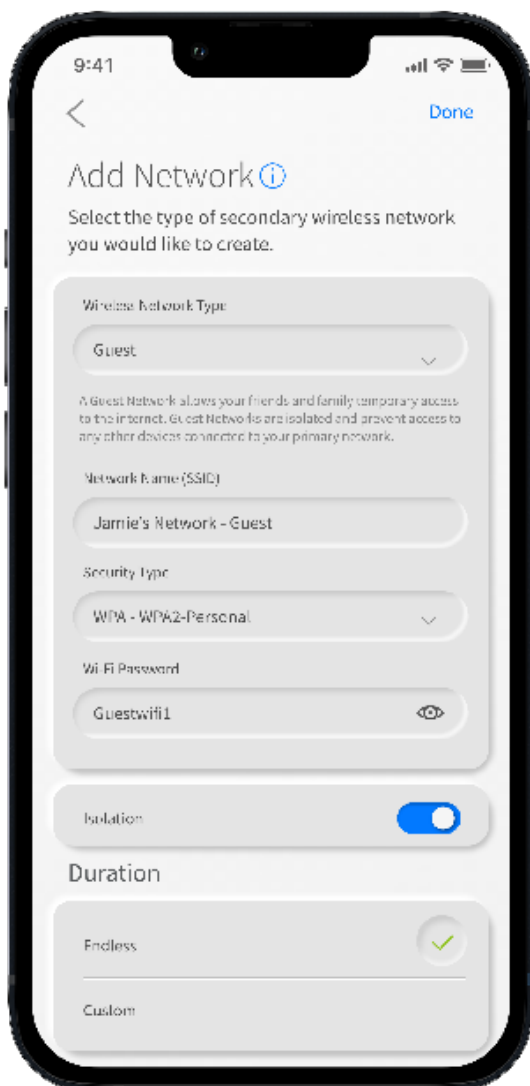 9:41
Done
Add Network
Select the type of secondary wireless network
you would like to create.
Wireless Network Type
Guest
A Guest Network allows your friends and family temporary access
to the internet. Guest Networks are isolated and prevent access to
any other devices connected to your primary network.
Network Name (SSID)
Jamie's Network - Guest
Security Type
WPA - WPA2-Personal
Wi-Fi Password
Guestwifi1
Isolation
Duration
Endless
Custom